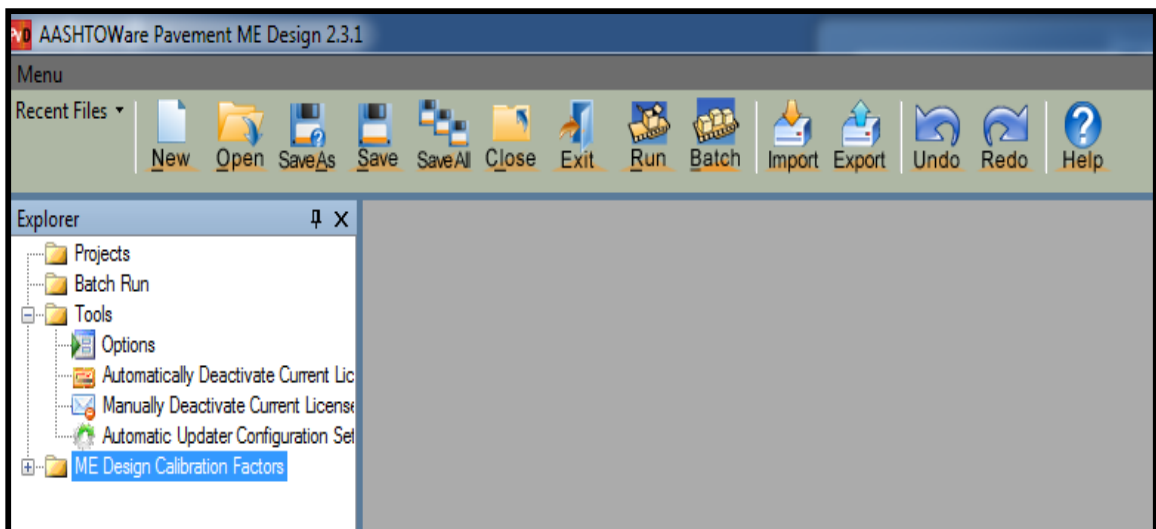 AASHTOWare Pavement ME Design 2.3.1
Menu
Recent Files
New Open SaveAs Save SaveAll Close Exit Run Batch Import Export Undo Redo Help
Explorer
Projects
Batch Run
Tools
Options
Automatically Deactivate Current Lic
Manually Deactivate Current License
Automatic Updater Configuration Set
ME Design Calibration Factors